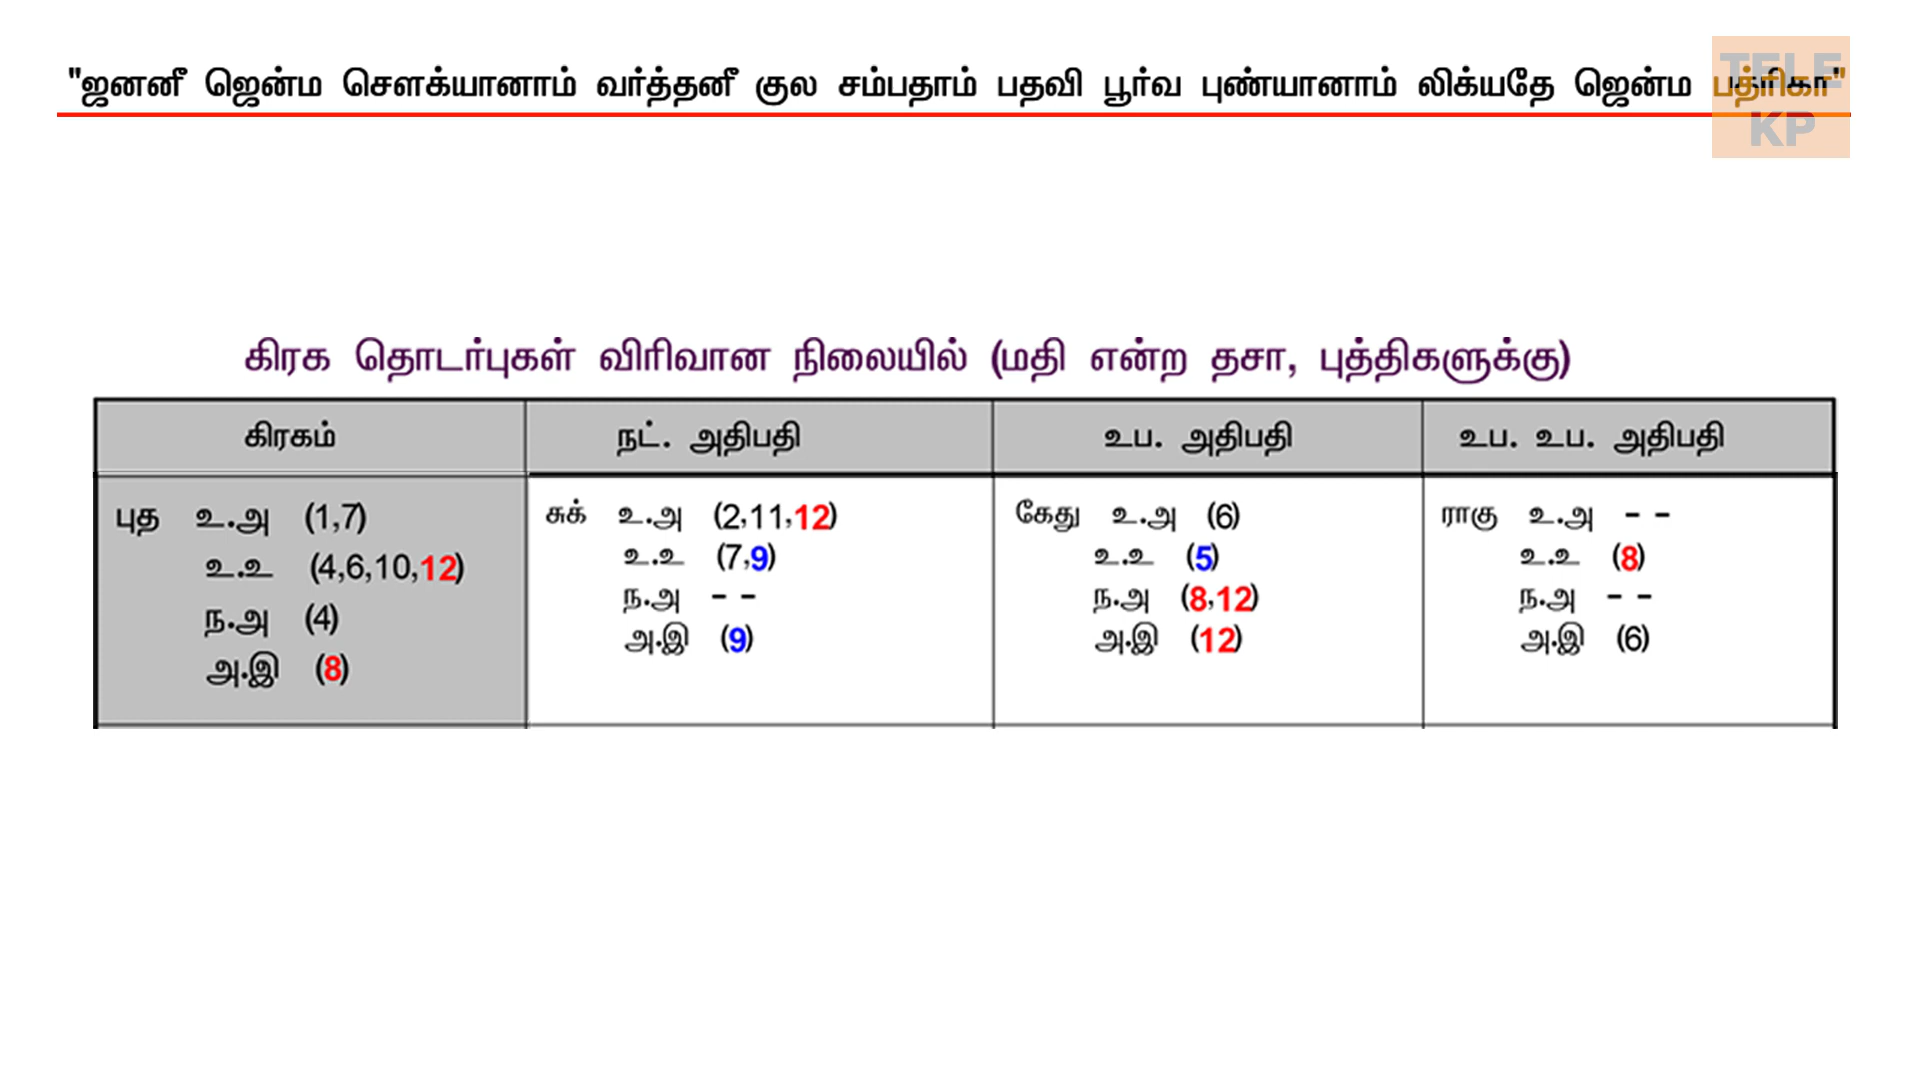 "ஜனனீ ஜென்ம சௌக்யானாம் வர்த்தனீ குல சம்பதாம் பதவி பூர்வ புண்யானாம் லிக்யதே ஜென்ம பத்ரிகா"
TELE
KP
கிரக தொடர்புகள் விரிவான நிலையில் (மதி என்ற தசா, புத்திகளுக்கு)
கிரகம் நட். அதிபதி உப. அதிபதி உப. உப. அதிபதி
புத உ.அ (1,7) சுக் உ.அ (2,11,12) கேது உ.அ (6) ராகு உ.அ - -
உ.உ (4,6,10,12) உ.உ (7,9) உ.உ (5) உ.உ (8)
ந.அ (4) ந.அ - - ந.அ (8,12) ந.அ - -
அ.இ (8) அ.இ (9) அ.இ (12) அ.இ (6)